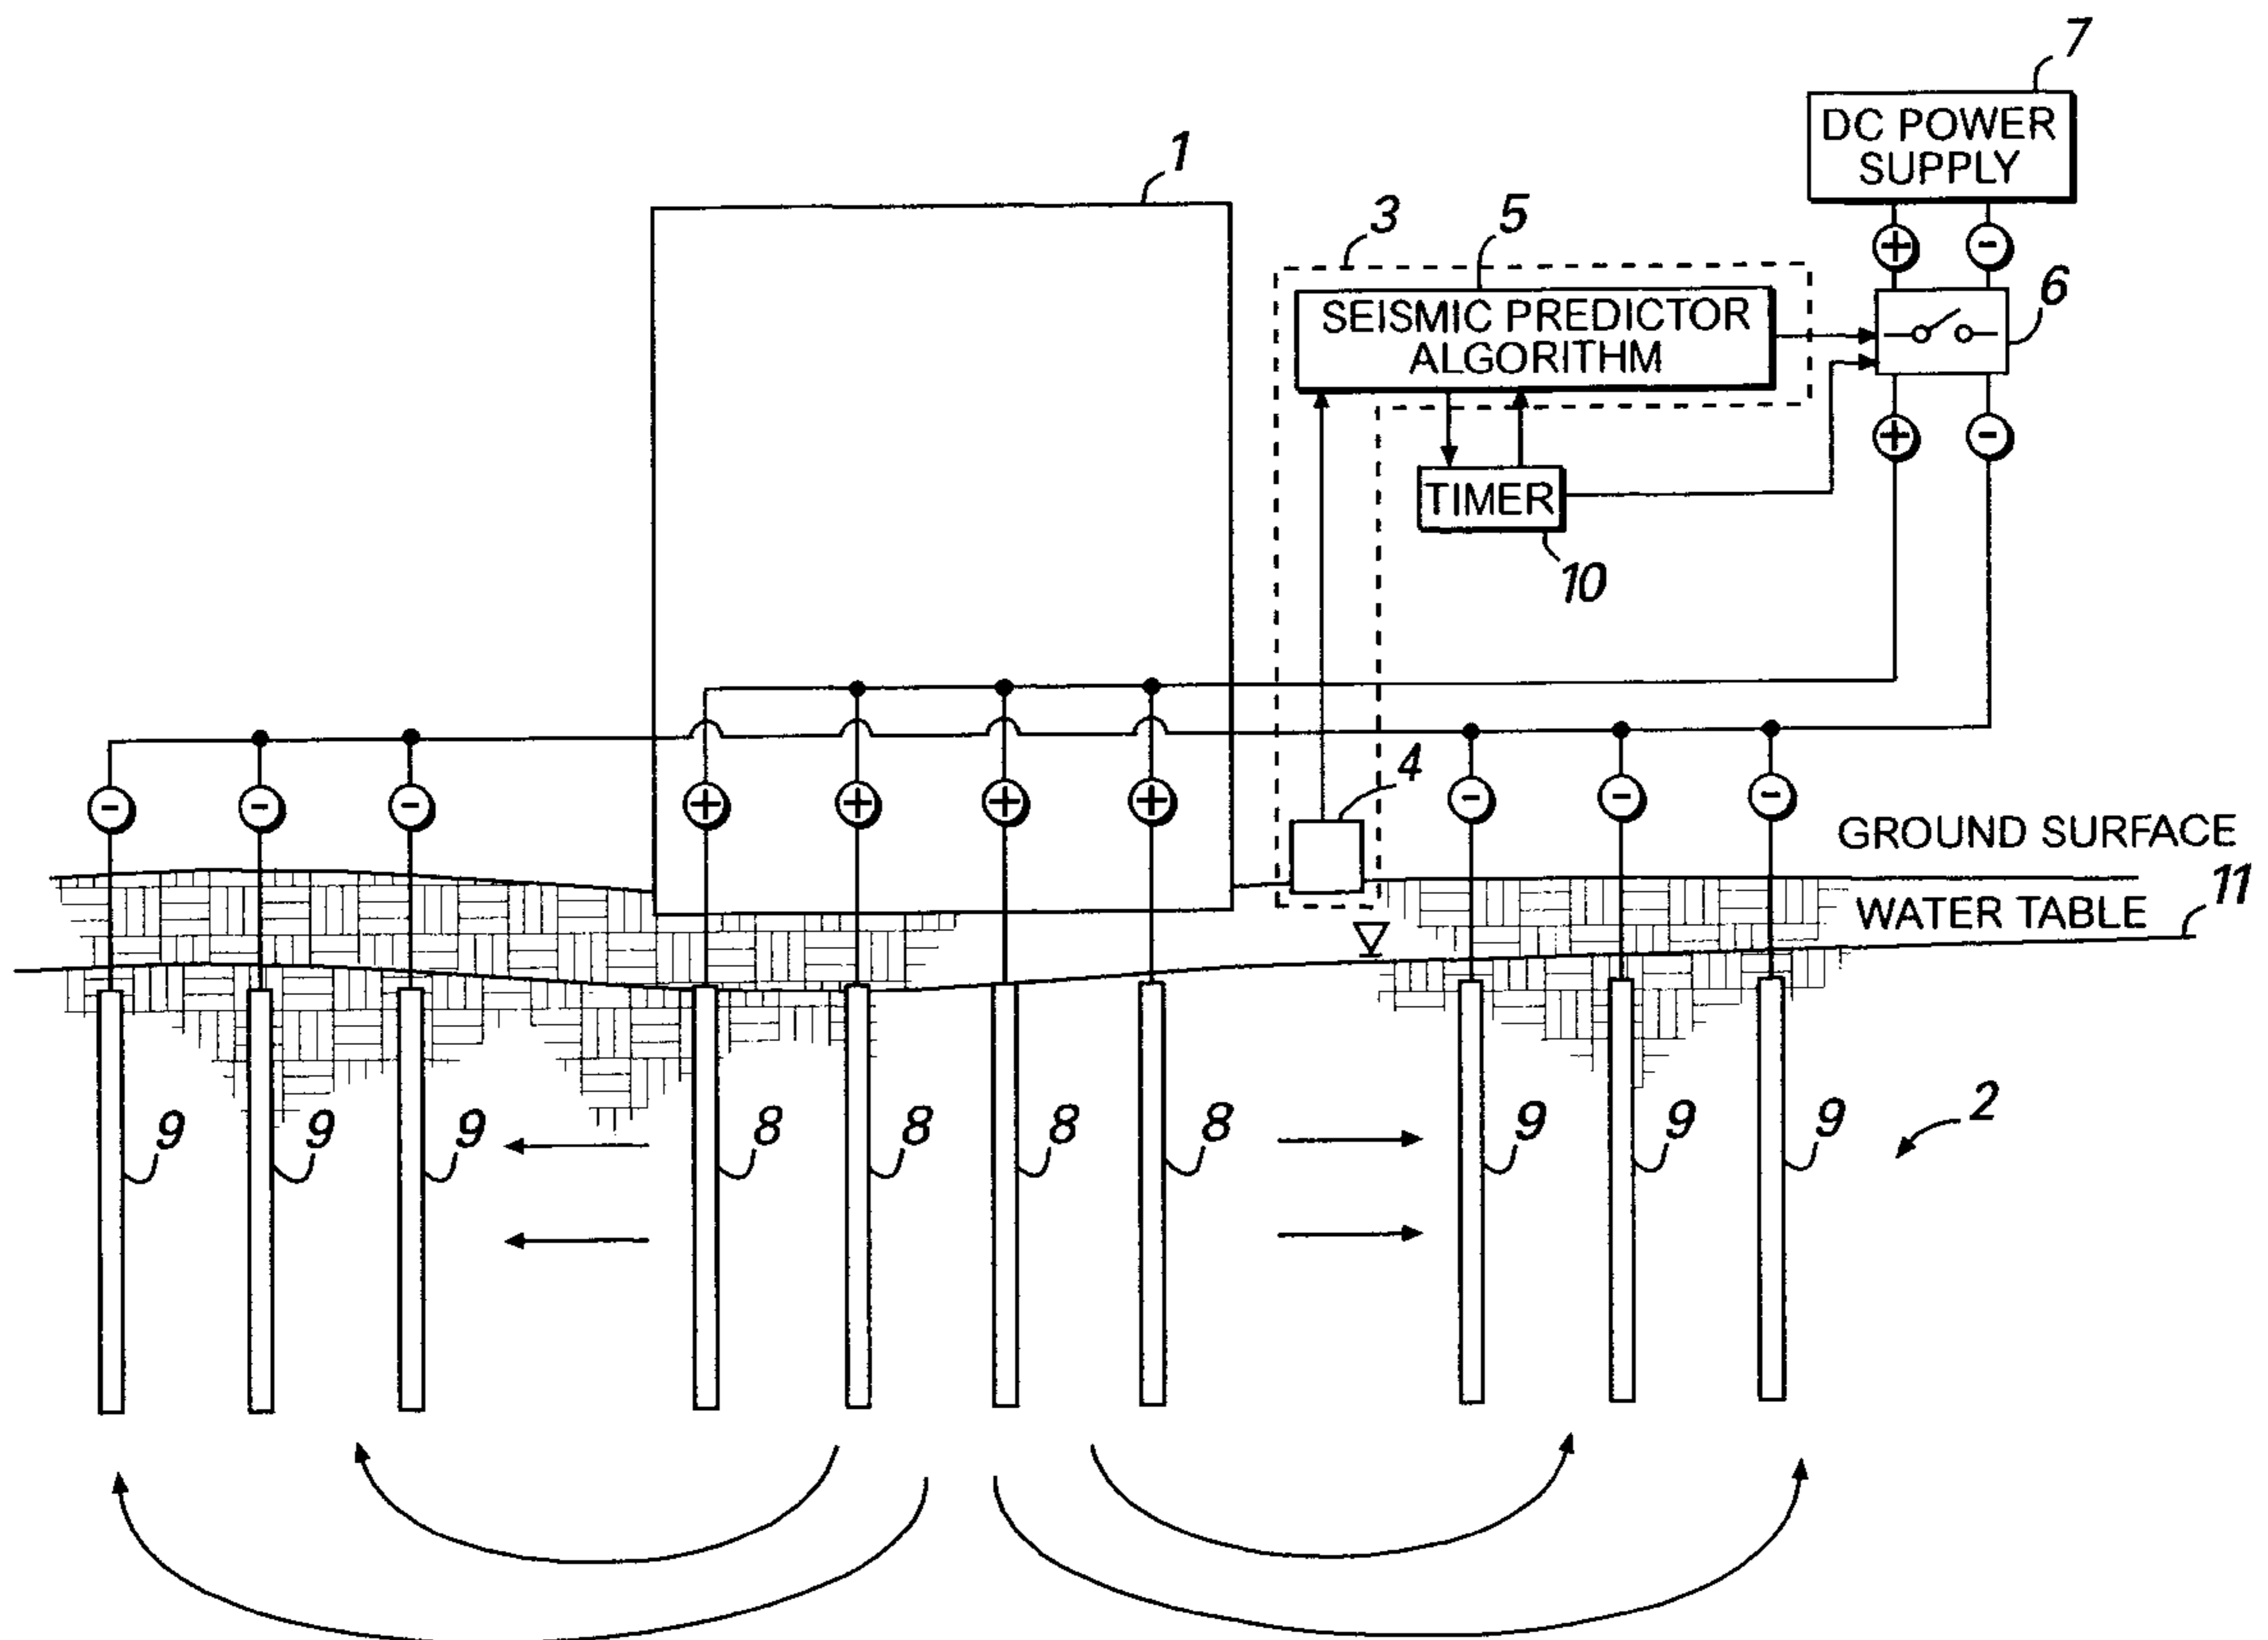 7
DC POWER
SUPPLY
1
3
5
6
SEISMIC PREDICTOR
ALGORITHM
TIMER
10
4
GROUND SURFACE
11
WATER TABLE
2
9
9
9
8
8
8
8
9
9
9